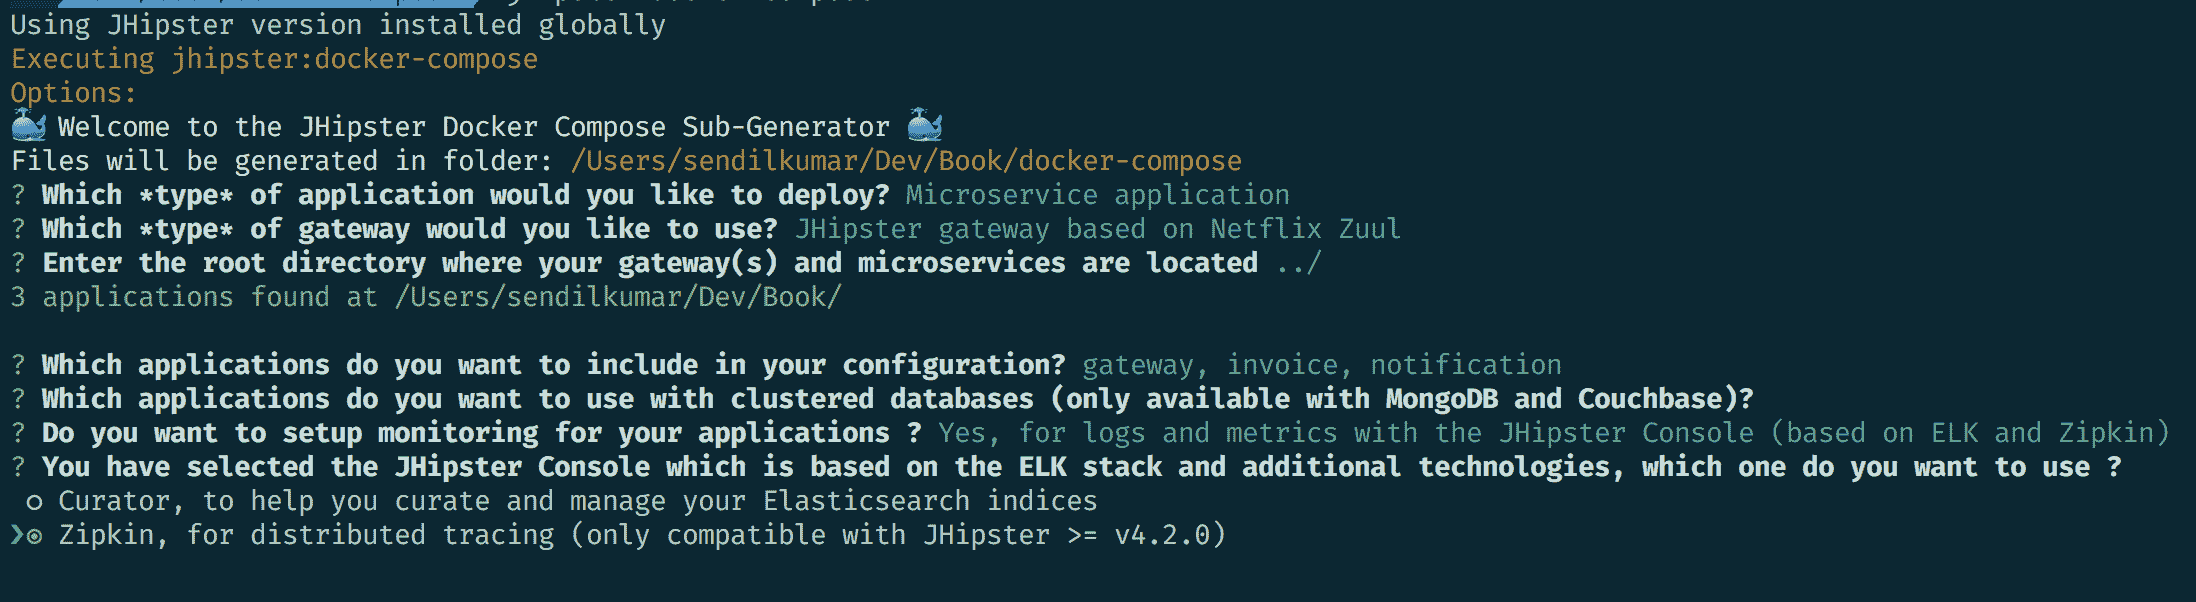 Using JHipster version installed globally
Executing jhipster:docker-compose
Options:
🐳 Welcome to the JHipster Docker Compose Sub-Generator 🐳
Files will be generated in folder: /Users/sendilkumar/Dev/Book/docker-compose
? Which *type* of application would you like to deploy? Microservice application
? Which *type* of gateway would you like to use? JHipster gateway based on Netflix Zuul
? Enter the root directory where your gateway(s) and microservices are located ../
3 applications found at /Users/sendilkumar/Dev/Book/
? Which applications do you want to include in your configuration? gateway, invoice, notification
? Which applications do you want to use with clustered databases (only available with MongoDB and Couchbase)?
? Do you want to setup monitoring for your applications ? Yes, for logs and metrics with the JHipster Console (based on ELK and Zipkin)
? You have selected the JHipster Console which is based on the ELK stack and additional technologies, which one do you want to use ?
○ Curator, to help you curate and manage your Elasticsearch indices
❯◉ Zipkin, for distributed tracing (only compatible with JHipster >= v4.2.0)